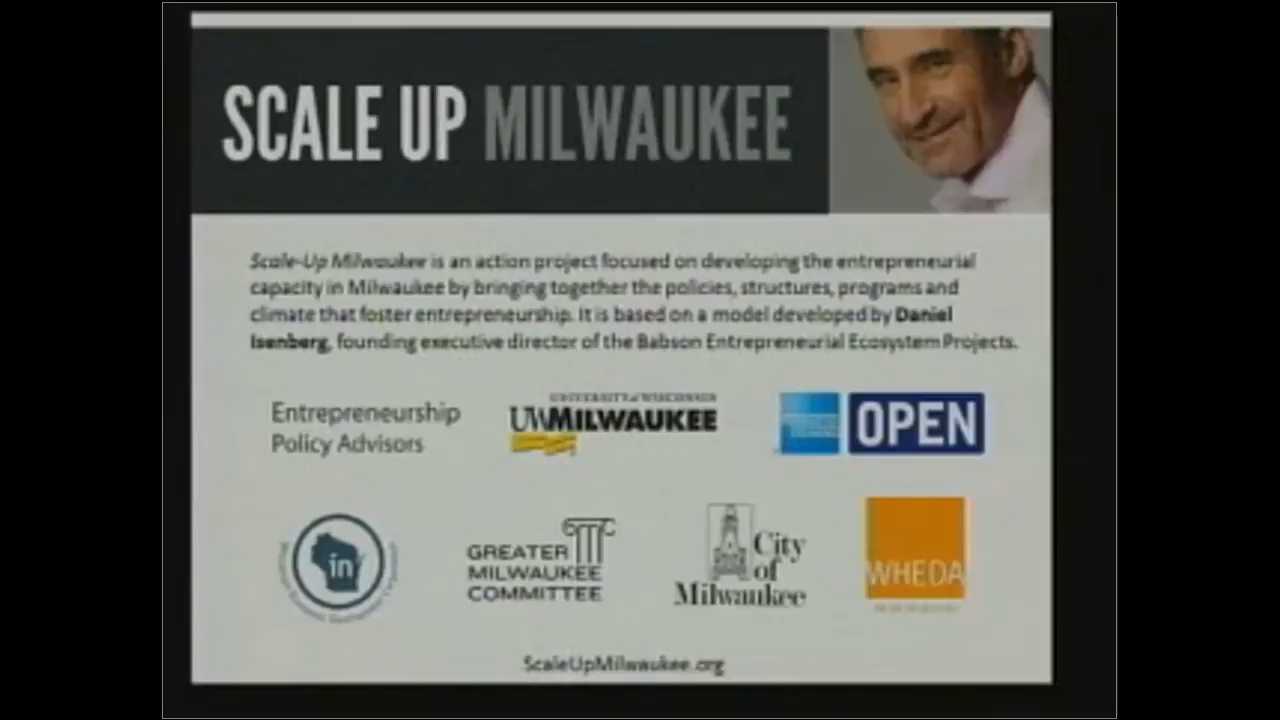 SCALE UP MILWAUKEE
Scale-Up Milwaukee is an action project focused on developing the entrepreneurial
capacity in Milwaukee by bringing together the policies, structures, programs and
climate that foster entrepreneurship. It is based on a model developed by Daniel
Isenberg, founding executive director of the Babson Entrepreneurial Ecosystem Projects.
Entrepreneurship
Policy Advisors
UNIVERSITY of WISCONSIN
UWMILWAUKEE
OPEN
in
GREATER
MILWAUKEE
COMMITTEE
City
of
Milwaukee
WHEDA
ScaleUpMilwaukee.org